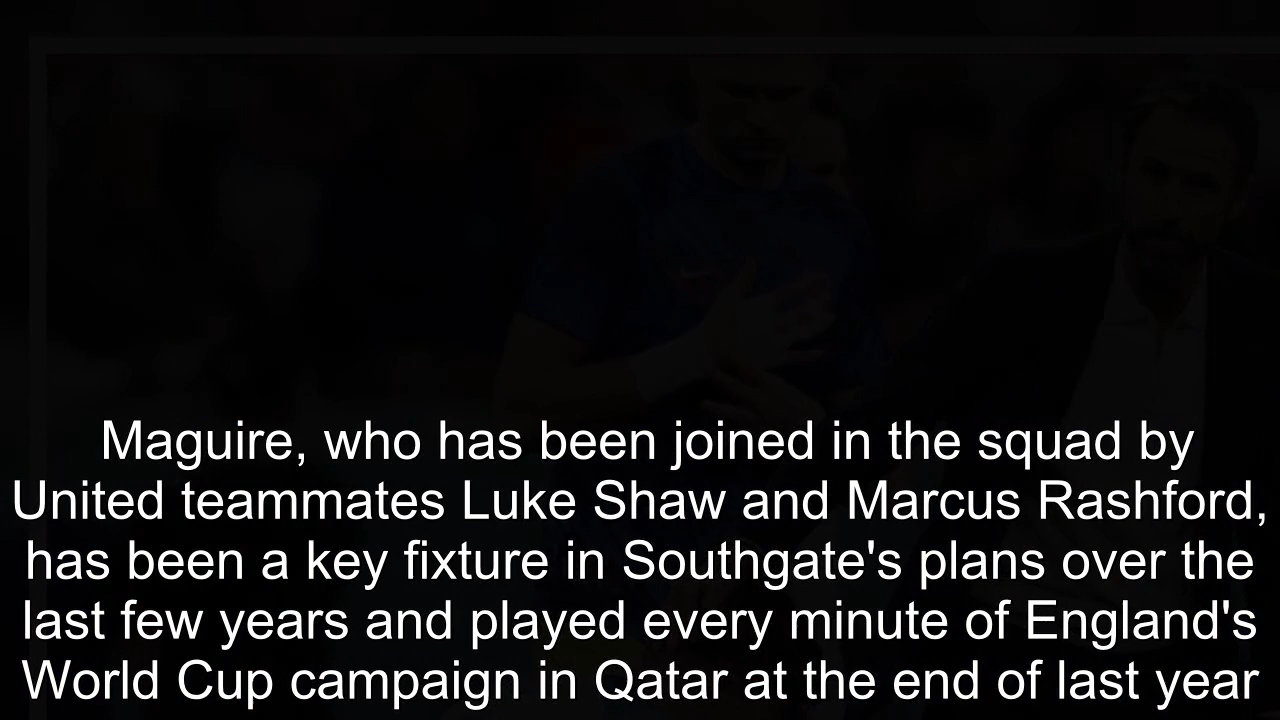 Maguire, who has been joined in the squad by
United teammates Luke Shaw and Marcus Rashford,
has been a key fixture in Southgate's plans over the
last few years and played every minute of England's
World Cup campaign in Qatar at the end of last year